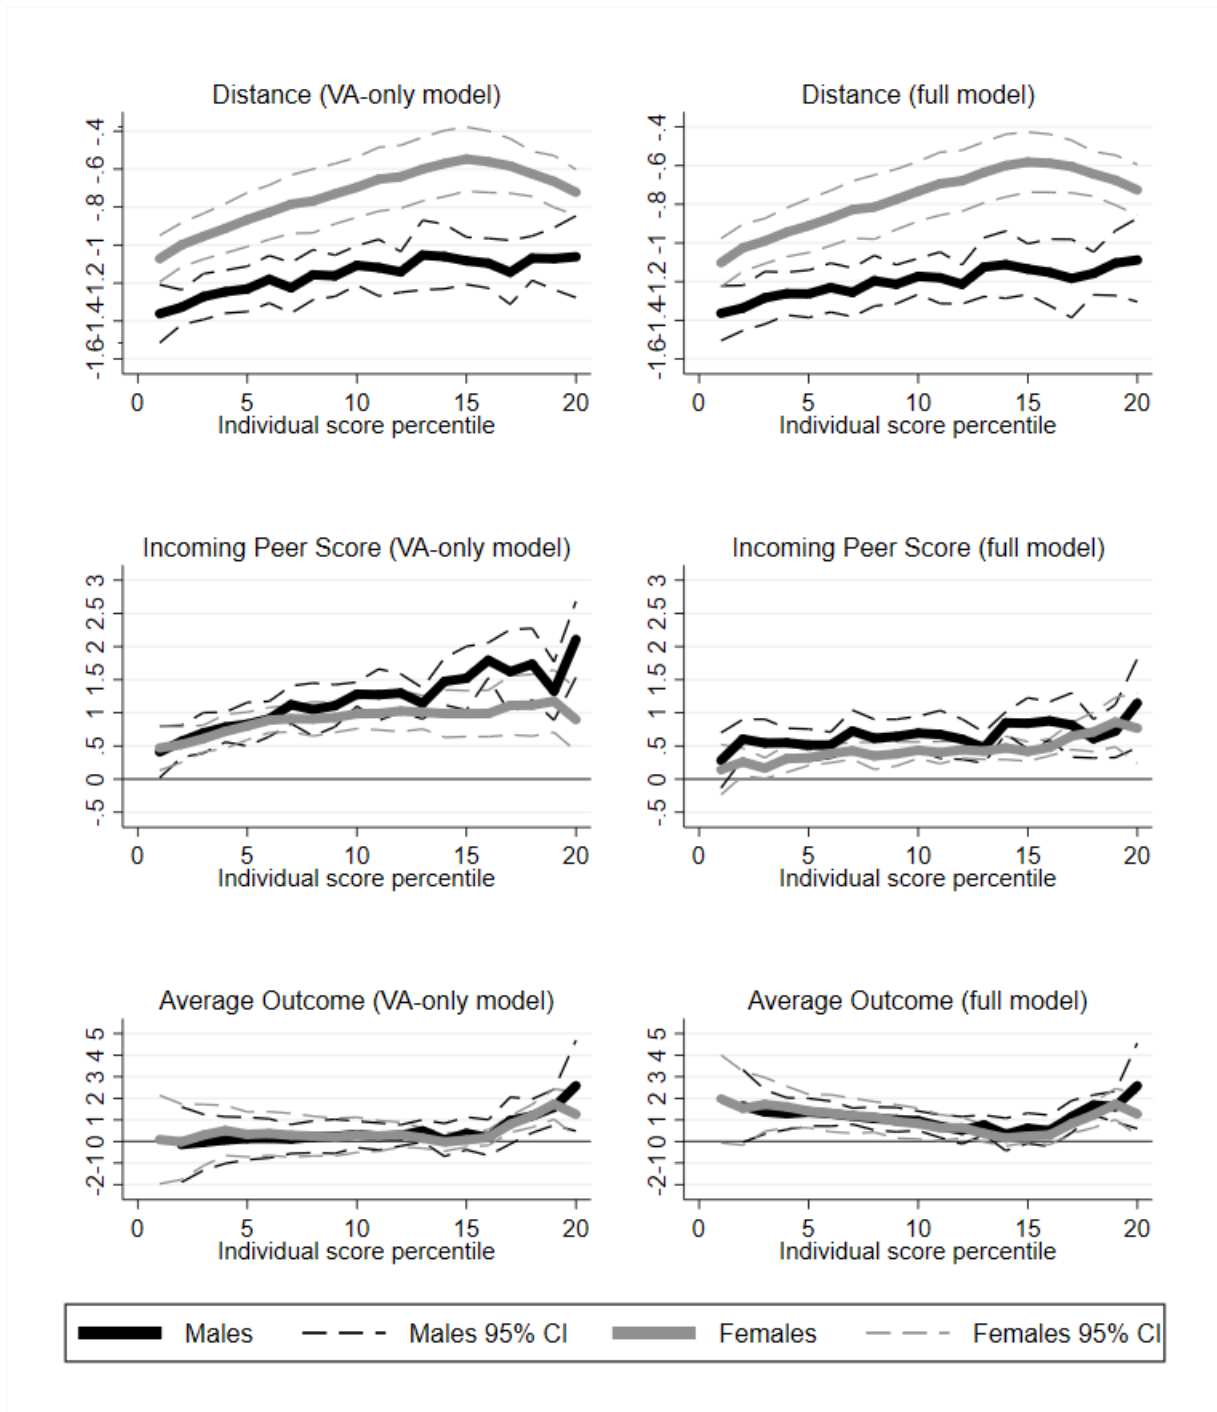 Distance (VA-only model)
-.4
-.6
-.8
-1
-1.2
-1.4
-1.6
0 5 10 15 20
Individual score percentile
Distance (full model)
-.4
-.6
-.8
-1
-1.2
-1.4
-1.6
0 5 10 15 20
Individual score percentile
Incoming Peer Score (VA-only model)
3
2.5
2
1.5
1
.5
0
-.5
0 5 10 15 20
Individual score percentile
Incoming Peer Score (full model)
3
2.5
2
1.5
1
.5
0
-.5
0 5 10 15 20
Individual score percentile
Average Outcome (VA-only model)
5
4
3
2
1
0
-1
-2
0 5 10 15 20
Individual score percentile
Average Outcome (full model)
5
4
3
2
1
0
-1
-2
0 5 10 15 20
Individual score percentile
Males Males 95% CI Females Females 95% CI